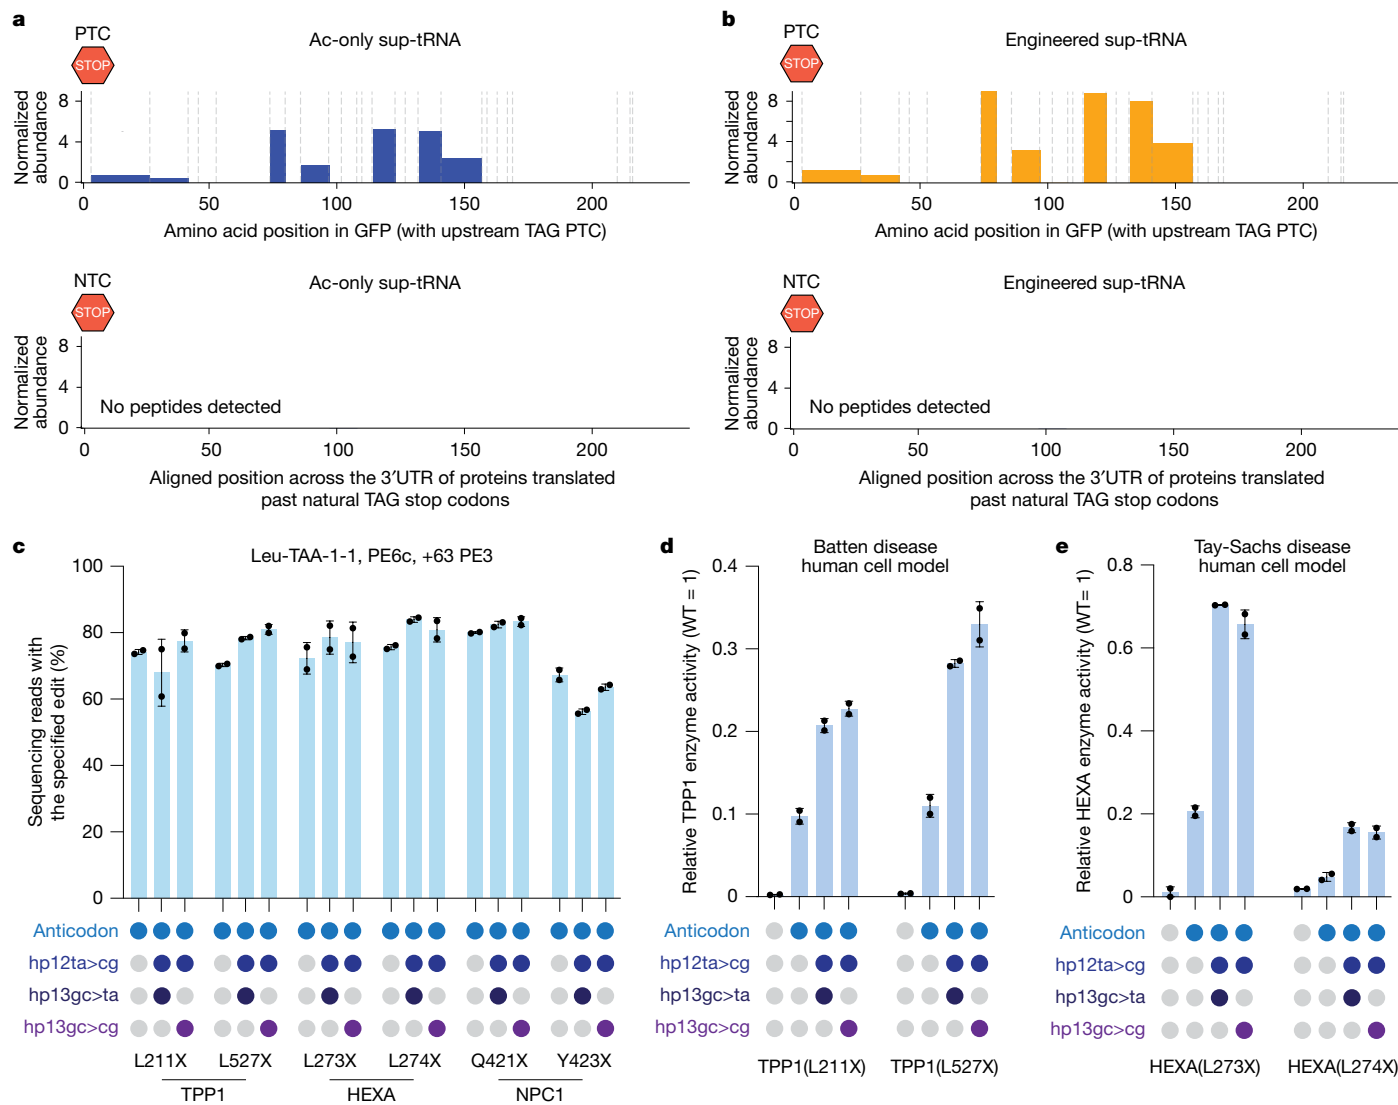 a
PTC
STOP
Ac-only sup-tRNA
Normalized
abundance
8
4
0
0
50
100
150
200
Amino acid position in GFP (with upstream TAG PTC)
NTC
STOP
Ac-only sup-tRNA
Normalized
abundance
8
4
0
No peptides detected
0
50
100
150
200
Aligned position across the 3′UTR of proteins translated
past natural TAG stop codons
b
PTC
STOP
Engineered sup-tRNA
Normalized
abundance
8
4
0
0
50
100
150
200
Amino acid position in GFP (with upstream TAG PTC)
NTC
STOP
Engineered sup-tRNA
Normalized
abundance
8
4
0
No peptides detected
0
50
100
150
200
Aligned position across the 3′UTR of proteins translated
past natural TAG stop codons
c
Leu-TAA-1-1, PE6c, +63 PE3
Sequencing reads with
the specified edit (%)
100
80
60
40
20
0
Anticodon
hp12ta>cg
hp13gc>ta
hp13gc>cg
L211X L527X L273X L274X Q421X Y423X
TPP1 HEXA NPC1
d
Batten disease
human cell model
Relative TPP1 enzyme activity (WT = 1)
0.4
0.3
0.2
0.1
0
Anticodon
hp12ta>cg
hp13gc>ta
hp13gc>cg
TPP1(L211X) TPP1(L527X)
e
Tay-Sachs disease
human cell model
Relative HEXA enzyme activity (WT= 1)
0.8
0.6
0.4
0.2
0
Anticodon
hp12ta>cg
hp13gc>ta
hp13gc>cg
HEXA(L273X) HEXA(L274X)